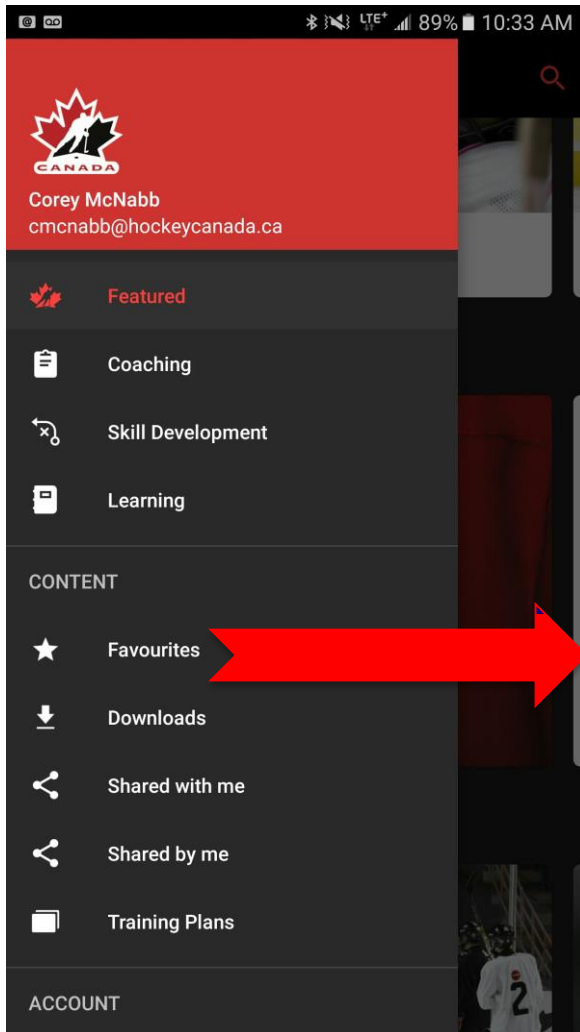 LTE+ 89% 10:33 AM
CANADA
Corey McNabb
cmcnabb@hockeycanada.ca
Featured
Coaching
Skill Development
Learning
CONTENT
Favourites
Downloads
Shared with me
Shared by me
Training Plans
2
ACCOUNT